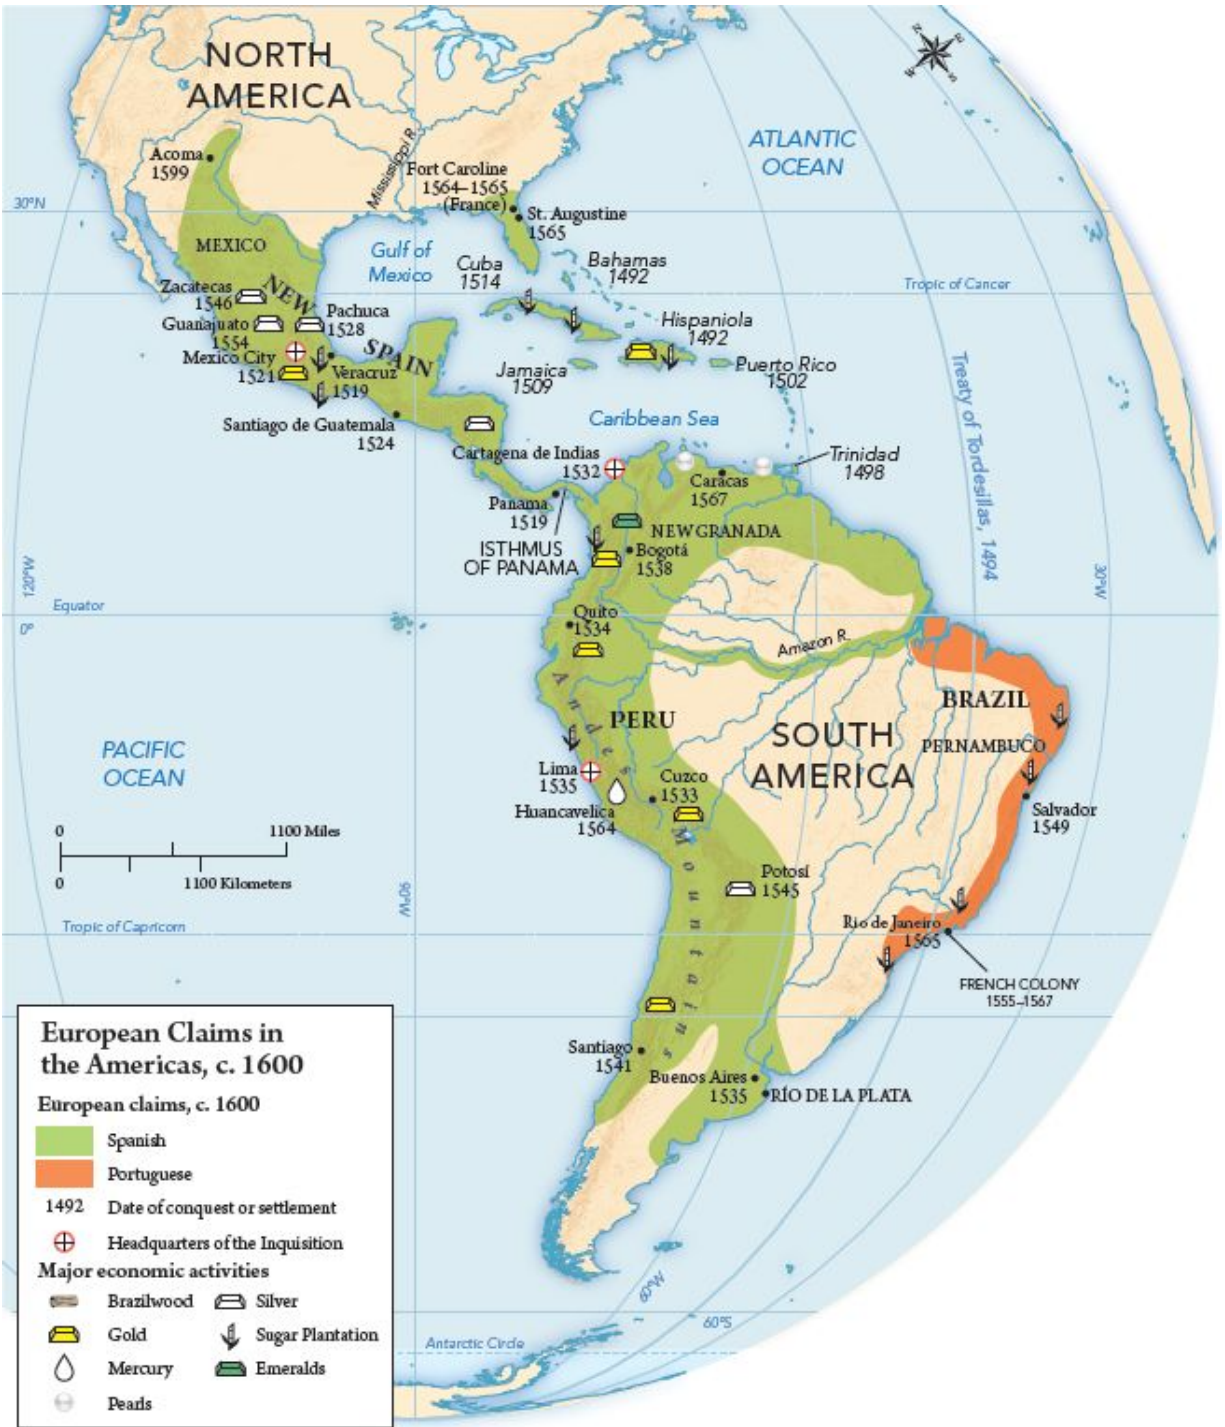 NORTH
AMERICA
ATLANTIC
OCEAN
Acoma
1599
Mississippi R.
Fort Caroline
1564–1565
(France)
30°N
St. Augustine
1565
MEXICO
Gulf of
Mexico
Cuba
1514
Bahamas
1492
Tropic of Cancer
Zacatecas
1546
NEW
SPAIN
Pachuca
1528
Guanajuato
1554
Hispaniola
1492
Mexico City
1521
Veracruz
1519
Jamaica
1509
Puerto Rico
1502
Treaty of Tordesillas, 1494
Santiago de Guatemala
1524
Caribbean Sea
Cartagena de Indias
1532
Trinidad
1498
Caracas
1567
Panama
1519
NEW GRANADA
ISTHMUS
OF PANAMA
Bogotá
1538
120°W
30°W
Equator
0°
Quito
1534
Amazon R.
Andes
Mountains
PERU
BRAZIL
SOUTH
AMERICA
PERNAMBUCO
PACIFIC
OCEAN
Lima
1535
Cuzco
1533
Huancavelica
1564
Salvador
1549
0
1100 Miles
0
1100 Kilometers
Potosí
1545
90°W
Tropic of Capricorn
Rio de Janeiro
1565
FRENCH COLONY
1555–1567
Santiago
1541
Buenos Aires
1535
RÍO DE LA PLATA
60°W
60°S
Antarctic Circle
N
E
S
W
European Claims in
the Americas, c. 1600
European claims, c. 1600
Spanish
Portuguese
1492 Date of conquest or settlement
Headquarters of the Inquisition
Major economic activities
Brazilwood Silver
Gold Sugar Plantation
Mercury Emeralds
Pearls